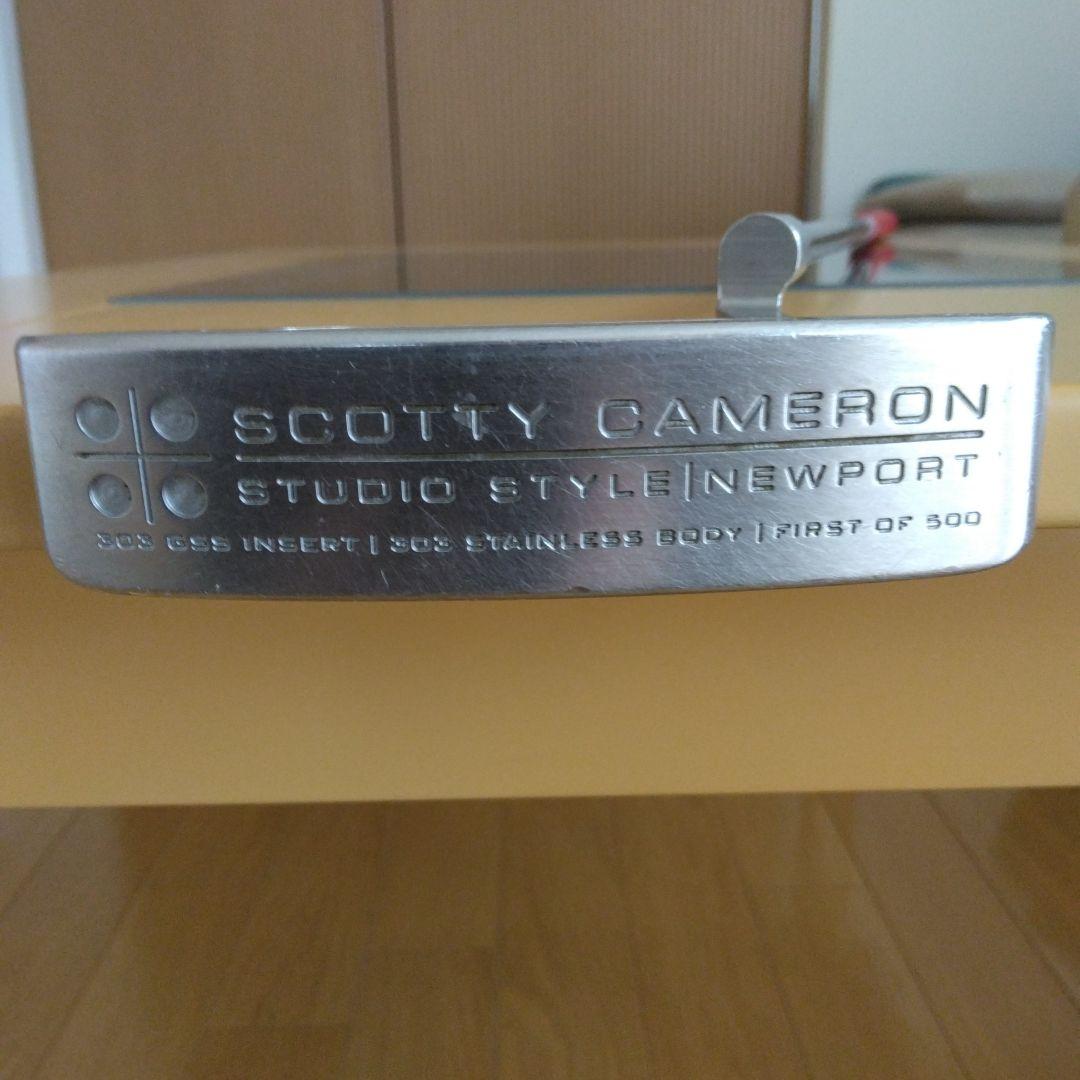 SCOTTY CAMERON
STUDIO STYLE | NEWPORT
303 GSS INSERT | 303 STAINLESS BODY | FIRST OF 500